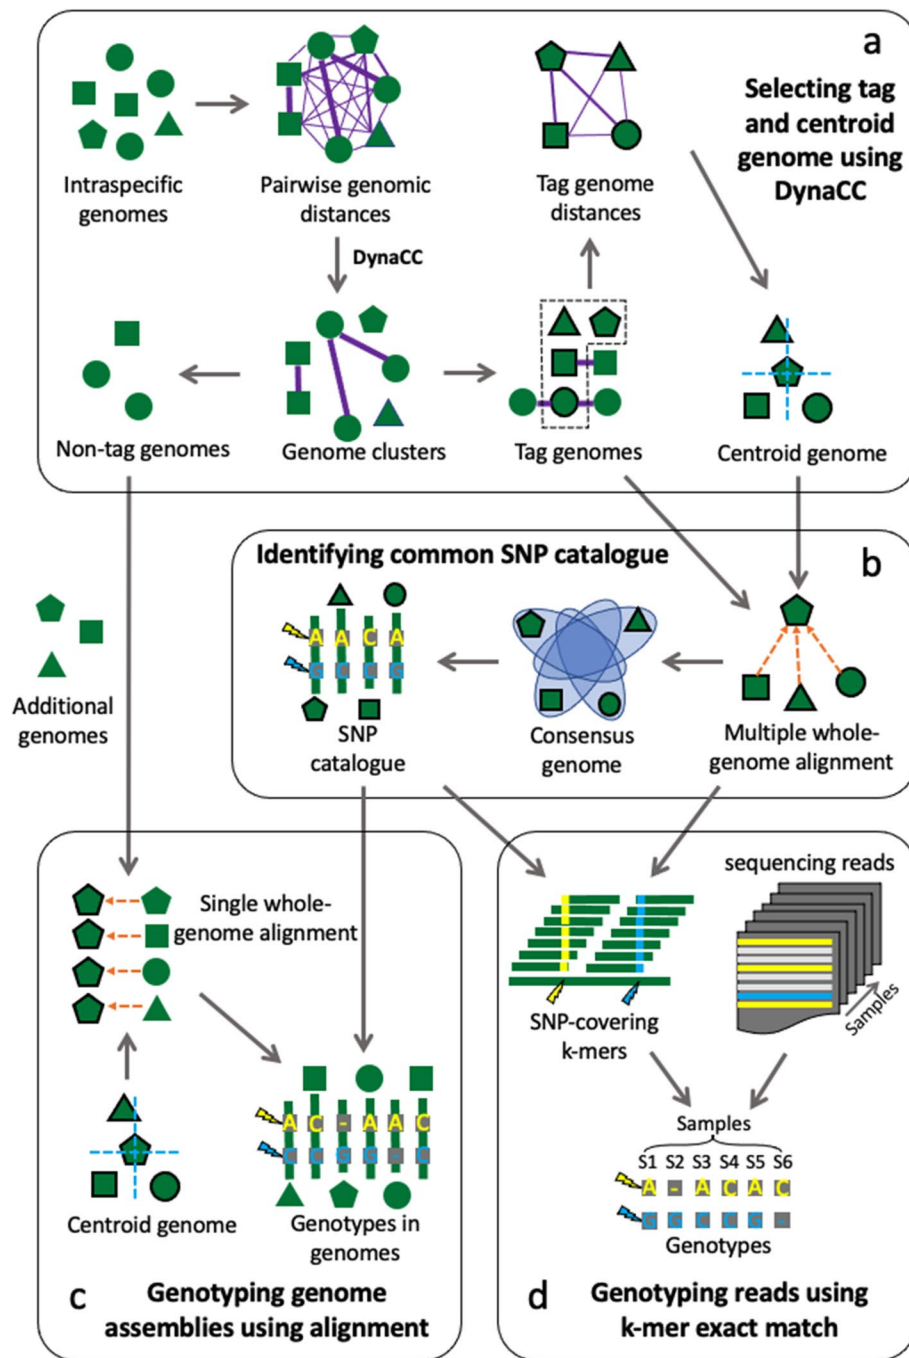 a
Selecting tag
and centroid
genome using
DynaCC
Intraspecific
genomes
Pairwise genomic
distances
Tag genome
distances
DynaCC
Non-tag genomes
Genome clusters
Tag genomes
Centroid genome
Identifying common SNP catalogue
b
A A C A
SNP
catalogue
Consensus
genome
Multiple whole-
genome alignment
Additional
genomes
Single whole-
genome alignment
Centroid genome
A C - A A C
Genotypes in
genomes
c
Genotyping genome
assemblies using alignment
sequencing reads
Samples
SNP-covering
k-mers
Samples
S1 S2 S3 S4 S5 S6
A - A C A C
Genotypes
d
Genotyping reads using
k-mer exact match